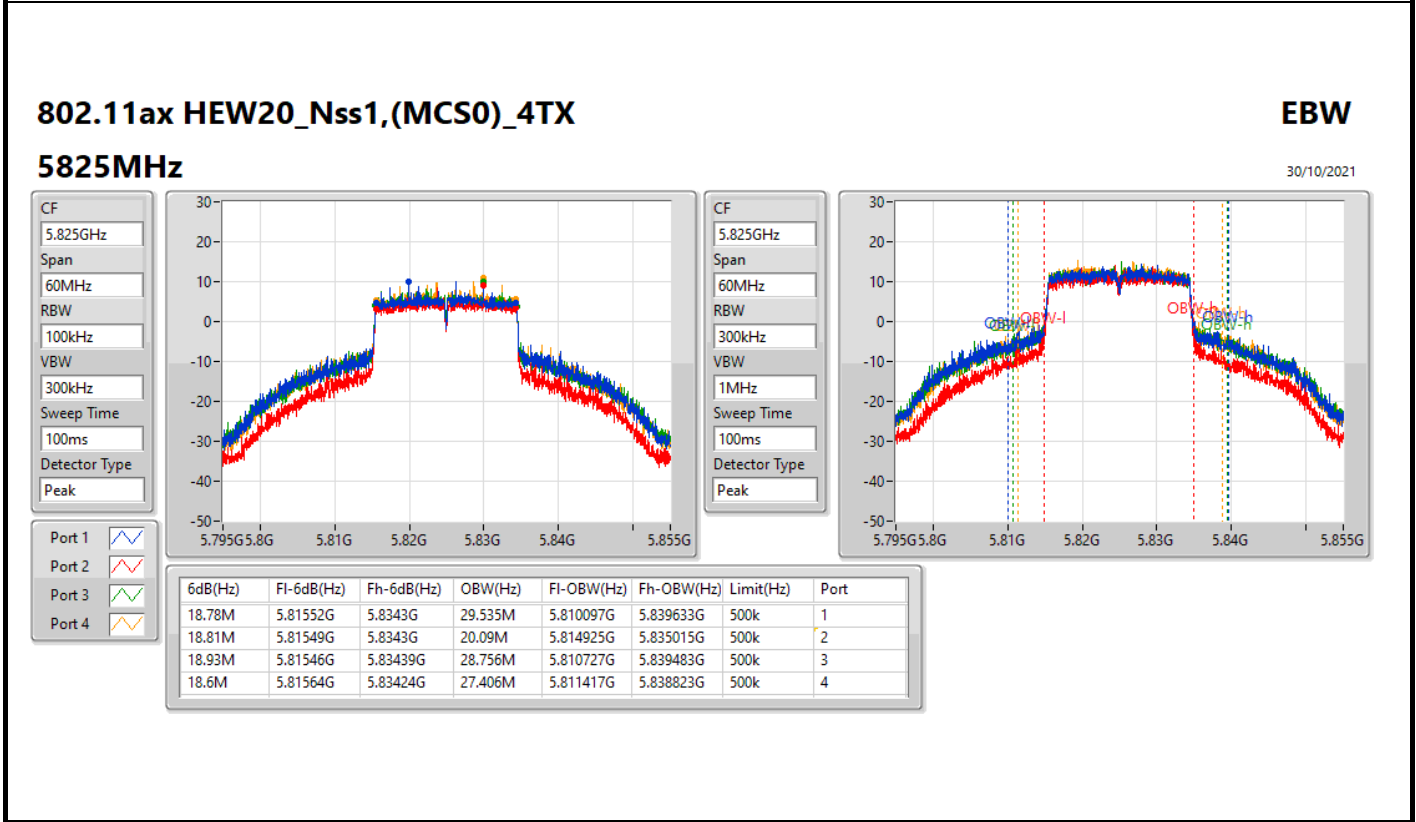 802.11ax HEW20_Nss1,(MCS0)_4TX
EBW
5825MHz
30/10/2021
CF
5.825GHz
Span
60MHz
RBW
100kHz
VBW
300kHz
Sweep Time
100ms
Detector Type
Peak
30
20
10
0
-10
-20
-30
-40
-50
5.795G 5.8G 5.81G 5.82G 5.83G 5.84G 5.855G
CF
5.825GHz
Span
60MHz
RBW
300kHz
VBW
1MHz
Sweep Time
100ms
Detector Type
Peak
30
20
10
0
-10
-20
-30
-40
-50
OBW-l
OBW-h
OBW-h
OBW-h
5.795G 5.8G 5.81G 5.82G 5.83G 5.84G 5.855G
Port 1
Port 2
Port 3
Port 4
6dB(Hz) Fl-6dB(Hz) Fh-6dB(Hz) OBW(Hz) Fl-OBW(Hz) Fh-OBW(Hz) Limit(Hz) Port
18.78M 5.81552G 5.8343G 29.535M 5.810097G 5.839633G 500k 1
18.81M 5.81549G 5.8343G 20.09M 5.814925G 5.835015G 500k 2
18.93M 5.81546G 5.83439G 28.756M 5.810727G 5.839483G 500k 3
18.6M 5.81564G 5.83424G 27.406M 5.811417G 5.838823G 500k 4